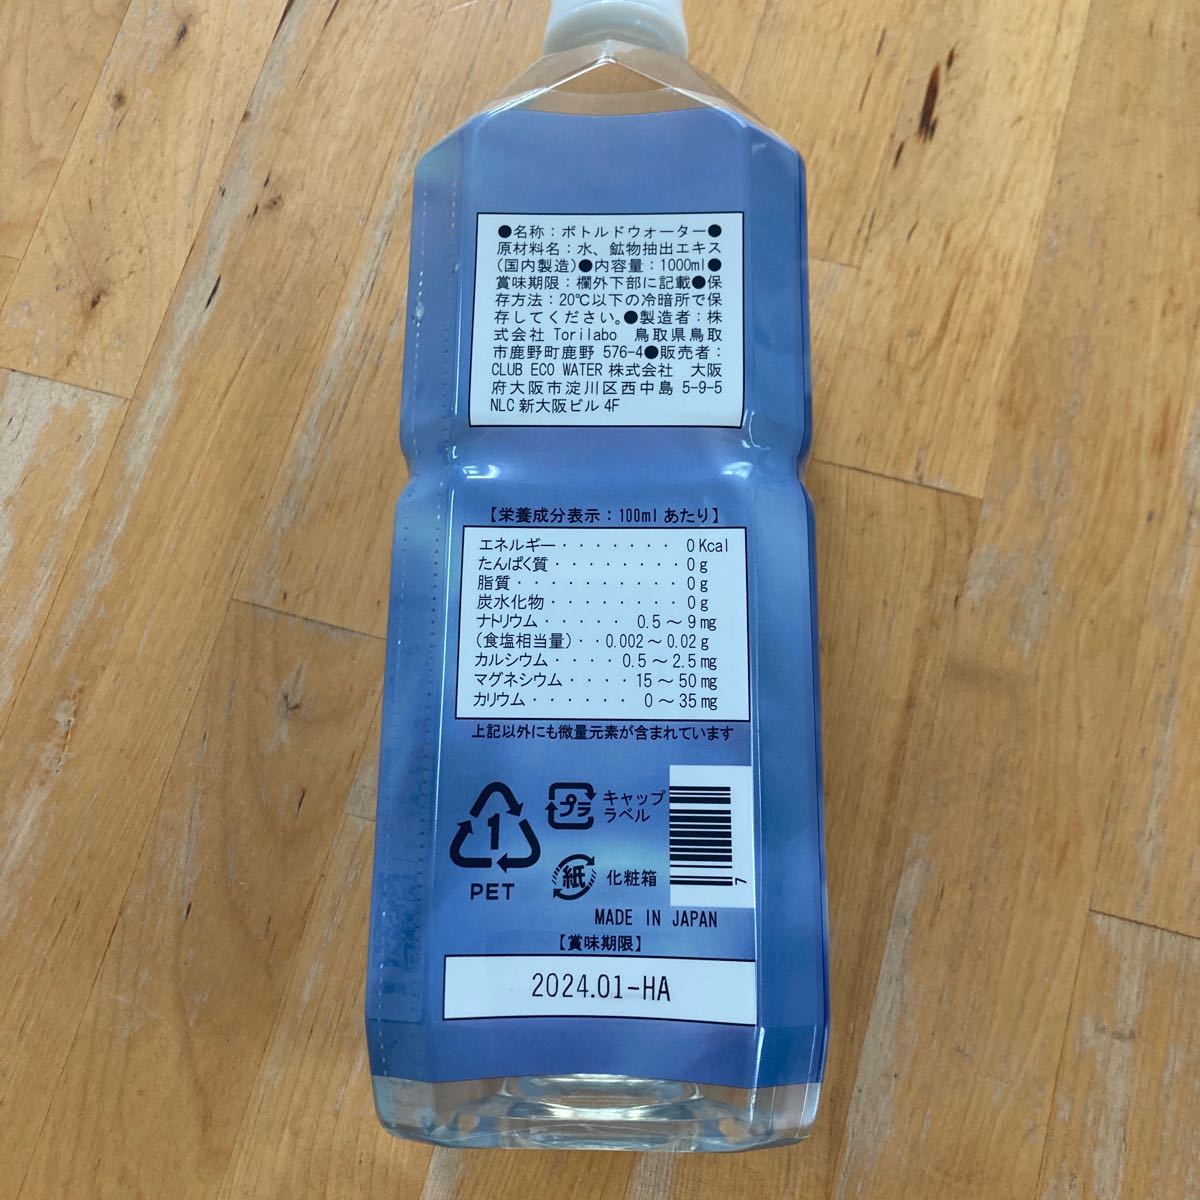 ●名称：ボトルドウォーター●
原材料名：水、鉱物抽出エキス
(国内製造)●内容量：1000ml●
賞味期限：欄外下部に記載●保
存方法：20℃以下の冷暗所で保
存してください。●製造者：株
式会社 Torilabo 鳥取県鳥取
市鹿野町鹿野 576-4●販売者：
CLUB ECO WATER 株式会社 大阪
府大阪市淀川区西中島 5-9-5
NLC 新大阪ビル 4F
【栄養成分表示：100ml あたり】
エネルギー・・・・・・・0Kcal
たんぱく質・・・・・・・・0g
脂質・・・・・・・・・・・0g
炭水化物・・・・・・・・・0g
ナトリウム・・・・・0.5～9mg
(食塩相当量)・・0.002～0.02g
カルシウム・・・・0.5～2.5mg
マグネシウム・・・・・15～50mg
カリウム・・・・・・0～35mg
上記以外にも微量元素が含まれています
1
PET
プラ
キャップ
ラベル
紙
化粧箱
7
MADE IN JAPAN
【賞味期限】
2024.01-HA